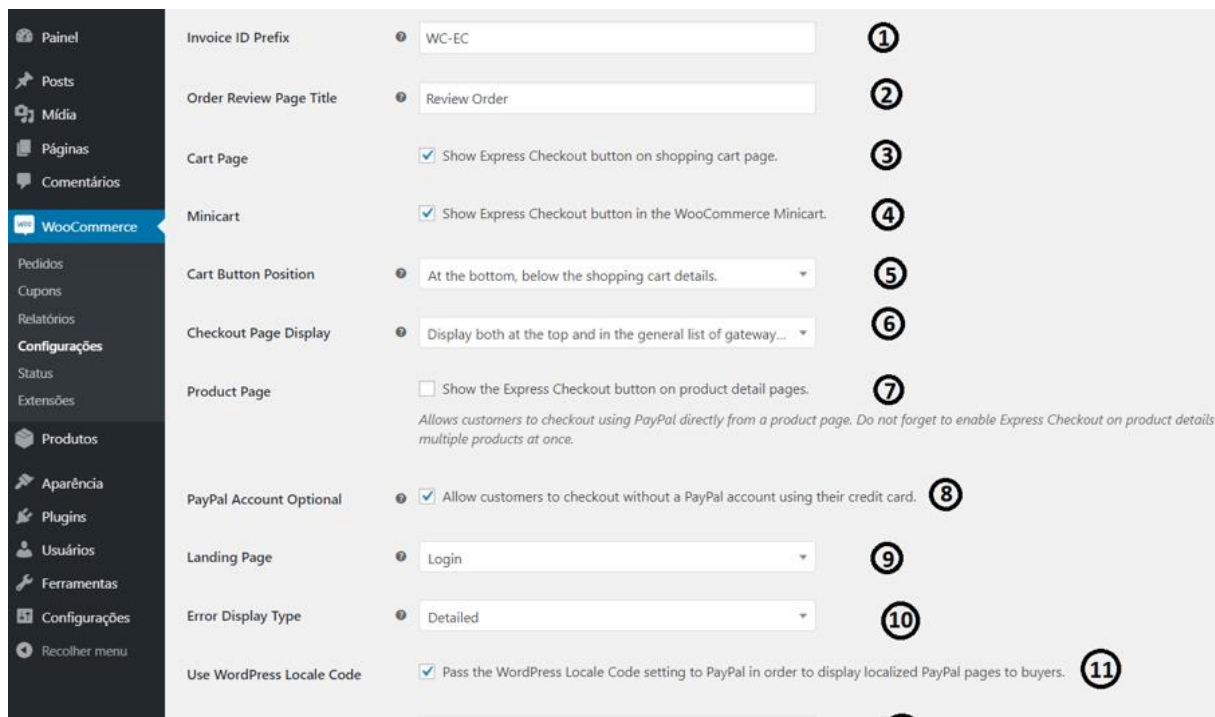 Painel
Posts
Mídia
Páginas
Comentários
WooCommerce
Pedidos
Cupons
Relatórios
Configurações
Status
Extensões
Produtos
Aparência
Plugins
Usuários
Ferramentas
Configurações
Recolher menu
Invoice ID Prefix WC-EC 1
Order Review Page Title Review Order 2
Cart Page Show Express Checkout button on shopping cart page. 3
Minicart Show Express Checkout button in the WooCommerce Minicart. 4
Cart Button Position At the bottom, below the shopping cart details. 5
Checkout Page Display Display both at the top and in the general list of gateway... 6
Product Page Show the Express Checkout button on product detail pages. 7
Allows customers to checkout using PayPal directly from a product page. Do not forget to enable Express Checkout on product details
multiple products at once.
PayPal Account Optional Allow customers to checkout without a PayPal account using their credit card. 8
Landing Page Login 9
Error Display Type Detailed 10
Use WordPress Locale Code Pass the WordPress Locale Code setting to PayPal in order to display localized PayPal pages to buyers. 11